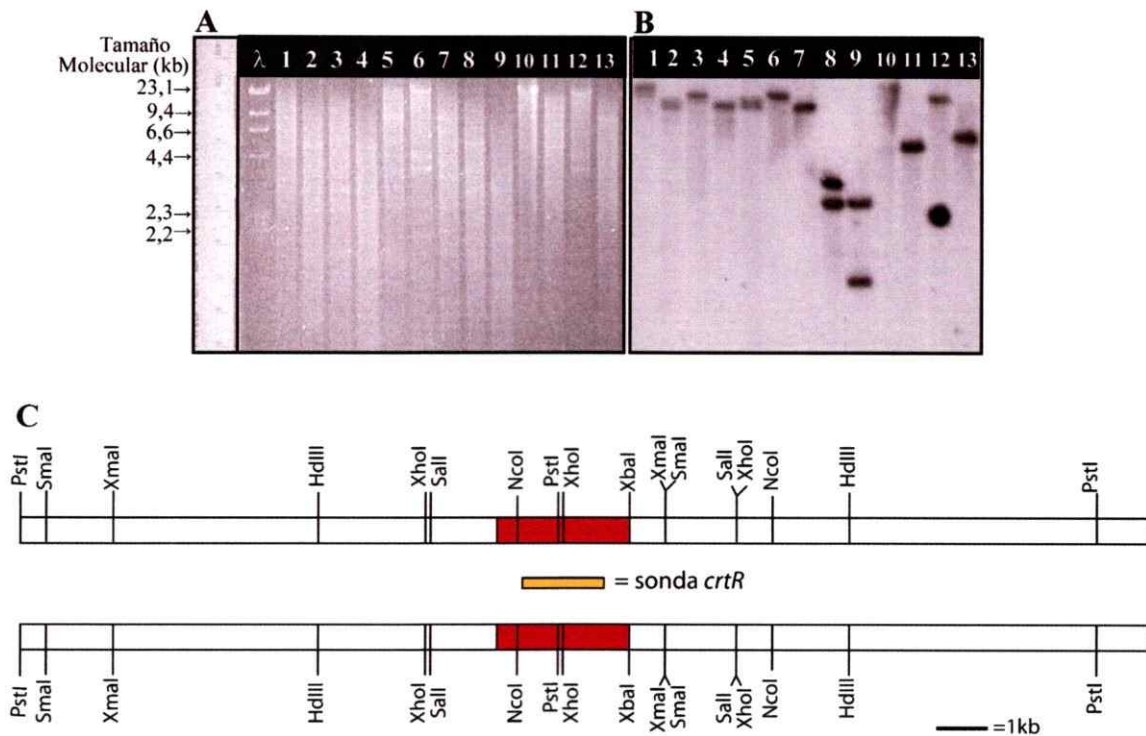 A
B
Tamaño
Molecular (kb)
λ 1 2 3 4 5 6 7 8 9 10 11 12 13
1 2 3 4 5 6 7 8 9 10 11 12 13
23,1
9,4
6,6
4,4
2,3
2,2
C
PstI SmaI XmaI HdIII XhoI SalI NcoI PstI XhoI XbaI XmaI SmaI SalI XhoI NcoI HdIII PstI
= sonda crtR
PstI SmaI XmaI HdIII XhoI SalI NcoI PstI XhoI XbaI XmaI SmaI SalI XhoI NcoI HdIII PstI
=1kb